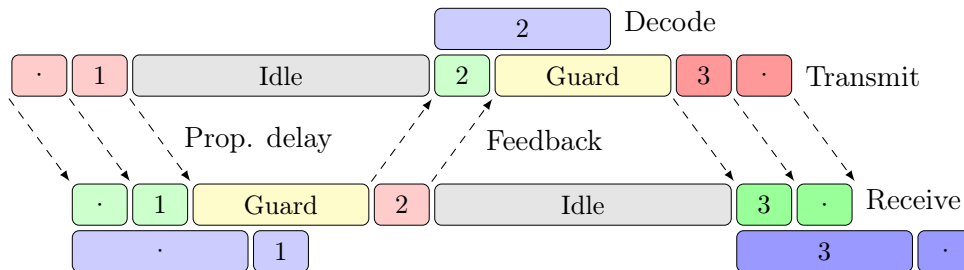 2 Decode
· 1 Idle 2 Guard 3 · Transmit
Prop. delay Feedback
· 1 Guard 2 Idle 3 · Receive
· 1 3 ·